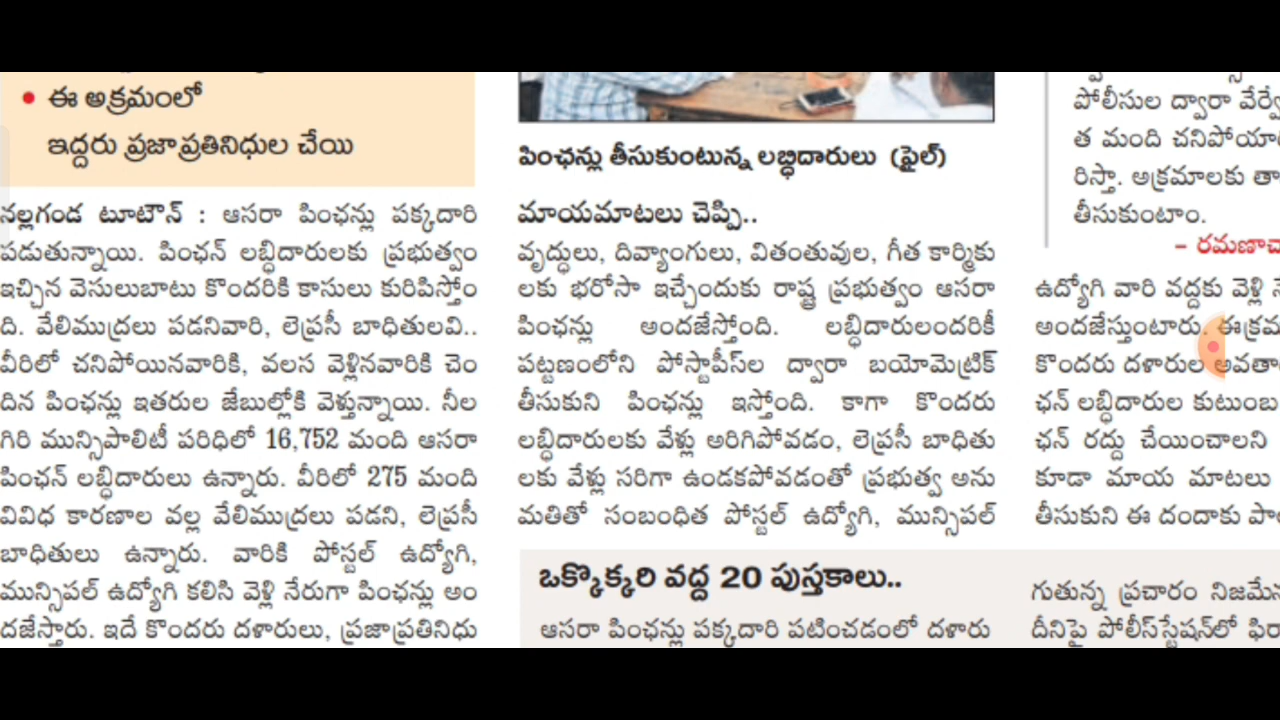 • ఈ అక్రమంలో
ఇద్దరు ప్రజాప్రతినిధుల చేయి
నల్లగండ టూటౌన్ : ఆసరా పింఛన్లు పక్కదారి
పడుతున్నాయి. పింఛన్ లబ్ధిదారులకు ప్రభుత్వం
ఇచ్చిన వెసులుబాటు కొందరికి కాసులు కురిపిస్తోం
ది. వేలిముద్రలు పడనివారి, లెప్రసీ బాధితులవి..
వీరిలో చనిపోయినవారికి, వలస వెళ్లినవారికి చెం
దిన పింఛన్లు ఇతరుల జేబుల్లోకి వెళ్తున్నాయి. నీల
గిరి మున్సిపాలిటీ పరిధిలో 16,752 మంది ఆసరా
పింఛన్ లబ్ధిదారులు ఉన్నారు. వీరిలో 275 మంది
వివిధ కారణాల వల్ల వేలిముద్రలు పడని, లెప్రసీ
బాధితులు ఉన్నారు. వారికి పోస్టల్ ఉద్యోగి,
మున్సిపల్ ఉద్యోగి కలిసి వెళ్లి నేరుగా పింఛన్లు అం
దజేస్తారు. ఇదే కొందరు దళారులు, ప్రజాప్రతినిధు
పింఛన్లు తీసుకుంటున్న లబ్ధిదారులు (ఫైల్)
మాయమాటలు చెప్పి..
వృద్ధులు, దివ్యాంగులు, వితంతువుల, గీత కార్మికు
లకు భరోసా ఇచ్చేందుకు రాష్ట్ర ప్రభుత్వం ఆసరా
పింఛన్లు అందజేస్తోంది. లబ్ధిదారులందరికీ
పట్టణంలోని పోస్టాఫీస్‌ల ద్వారా బయోమెట్రిక్
తీసుకుని పింఛన్లు ఇస్తోంది. కాగా కొందరు
లబ్ధిదారులకు వేళ్లు అరిగిపోవడం, లెప్రసీ బాధితు
లకు వేళ్లు సరిగా ఉండకపోవడంతో ప్రభుత్వ అను
మతితో సంబంధిత పోస్టల్ ఉద్యోగి, మున్సిపల్
ఒక్కొక్కరి వద్ద 20 పుస్తకాలు..
ఆసరా పింఛన్లు పక్కదారి పటించడంలో దళారు
పోలీసుల ద్వారా
త మంది
రిస్తా. అక్రమాలకు
తీసుకుంటాం.
ఉద్యోగి వారి వద్దకు వెళ్లి
అందజేస్తుంటారు.
కొందరు దళారుల
ఛన్ లబ్ధిదారుల
ఛన్ రద్దు చేయించాలని
కూడా మాయ మాటలు
తీసుకుని ఈ దందాకు
గుతున్న ప్రచారం
దీనిపై పోలీస్‌స్టేషన్‌లో